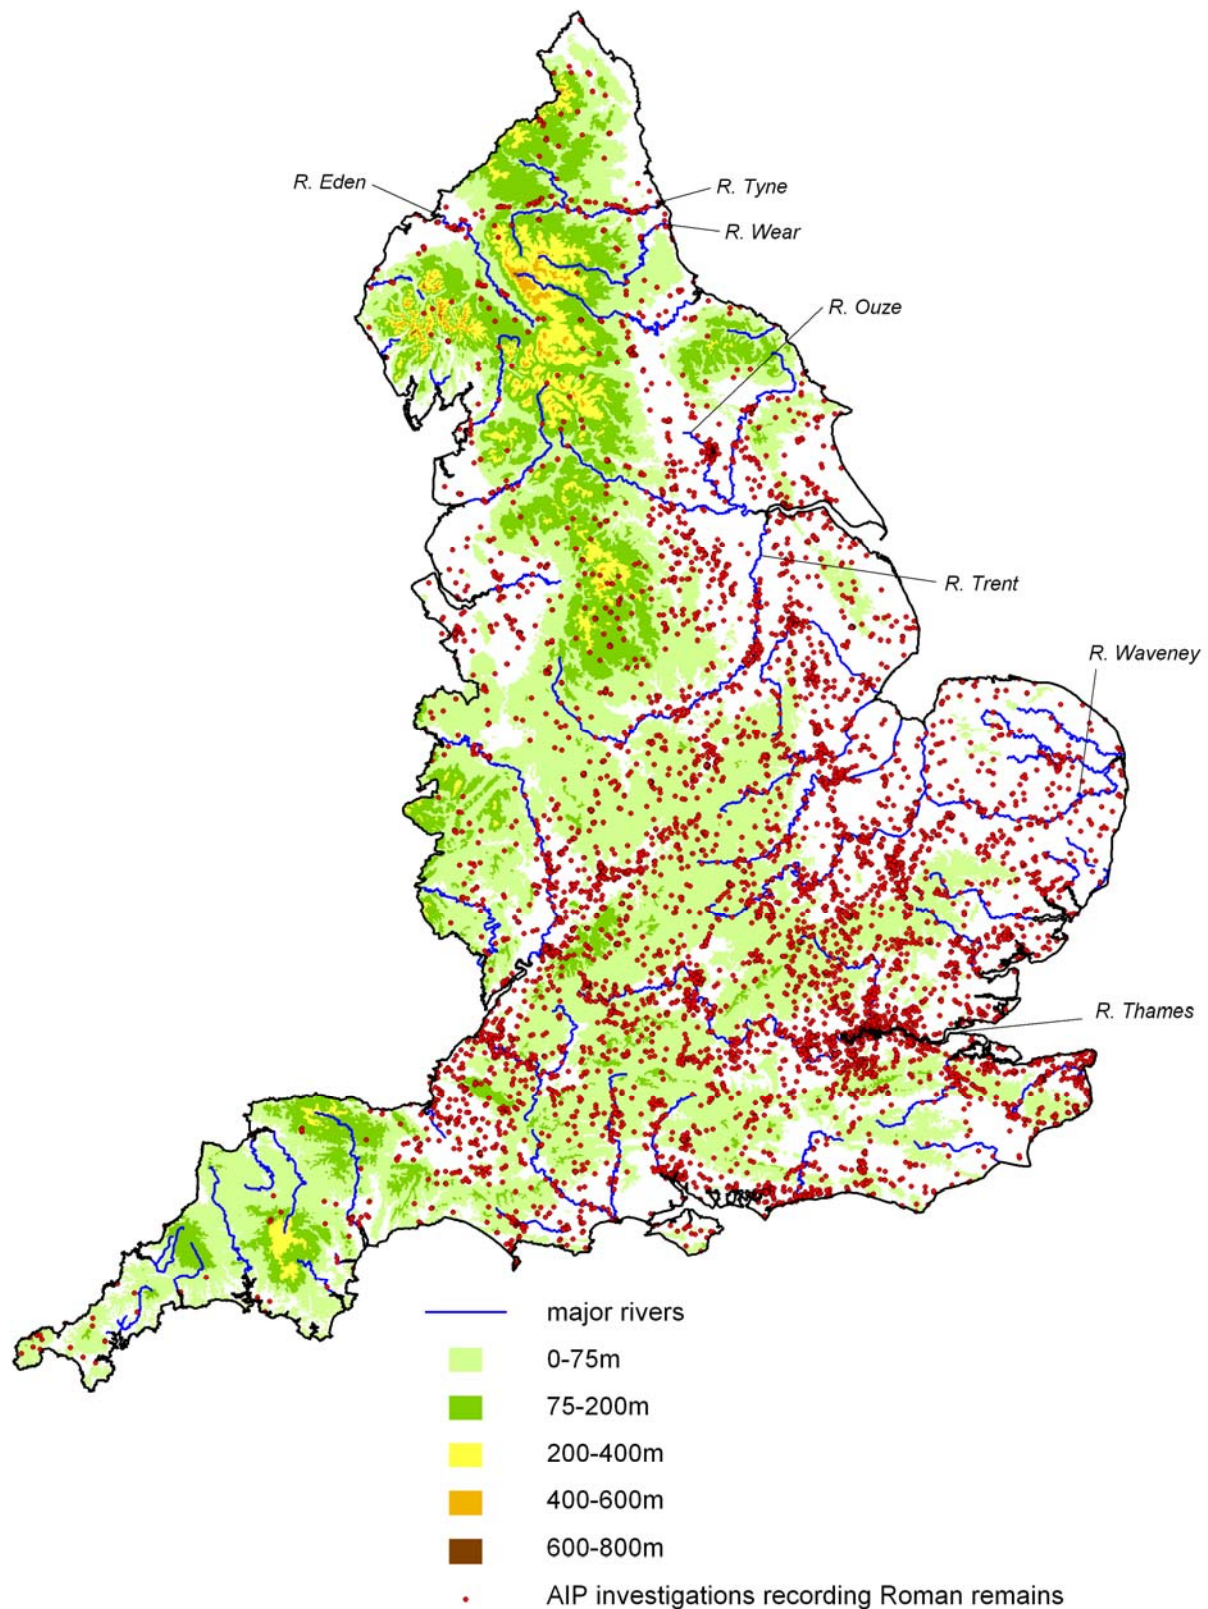 R. Eden
R. Tyne
R. Wear
R. Ouze
R. Trent
R. Waveney
R. Thames
major rivers
0-75m
75-200m
200-400m
400-600m
600-800m
AIP investigations recording Roman remains